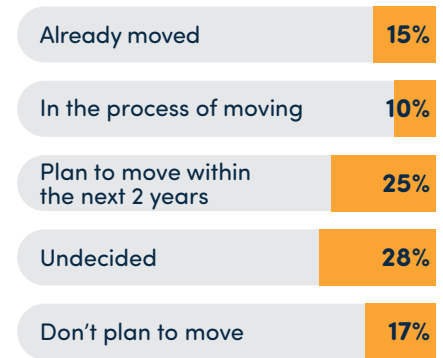 Already moved 15%
In the process of moving 10%
Plan to move within
the next 2 years 25%
Undecided 28%
Don’t plan to move 17%